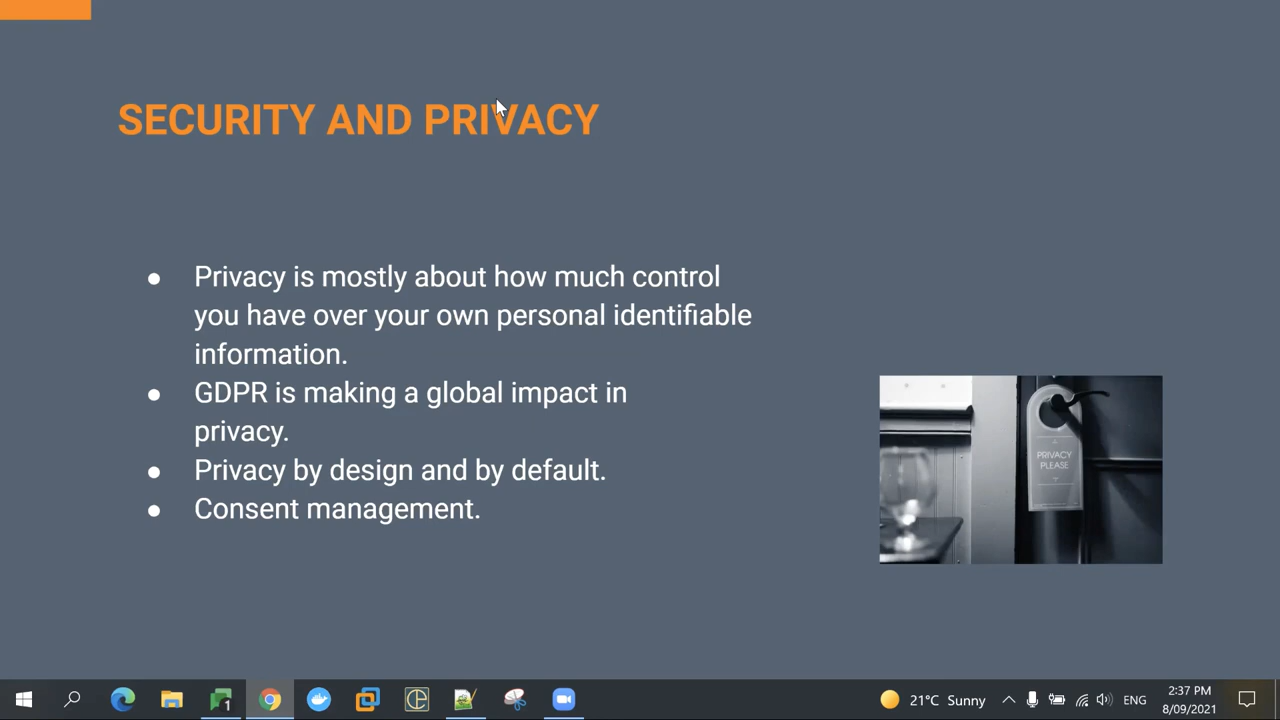 SECURITY AND PRIVACY
● Privacy is mostly about how much control
you have over your own personal identifiable
information.
● GDPR is making a global impact in
privacy.
● Privacy by design and by default.
● Consent management.
PRIVACY
PLEASE
1
21°C Sunny
ENG
2:37 PM
8/09/2021